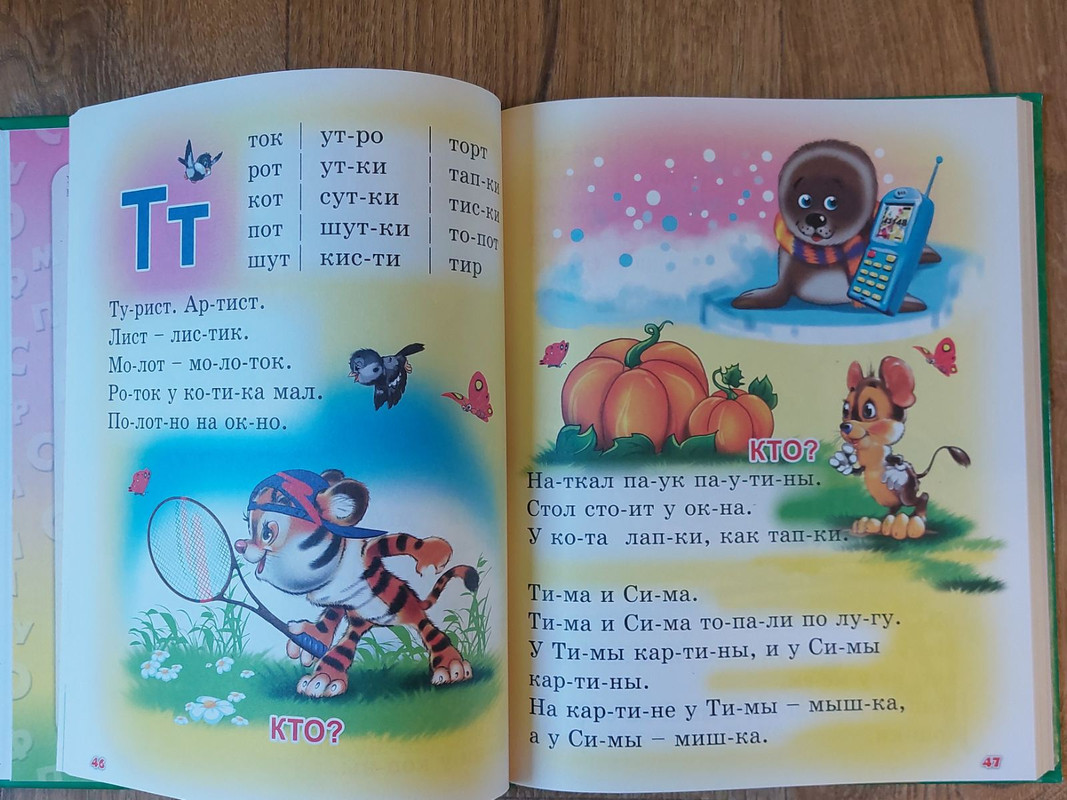 Тт
ток
рот
кот
пот
шут
ут-ро
ут-ки
сут-ки
шут-ки
кис-ти
торт
тап-ки
тис-ки
то-пот
тир
Ту-рист. Ар-тист.
Лист – лис-тик.
Мо-лот – мо-ло-ток.
Ро-ток у ко-ти-ка мал.
По-лот-но на ок-но.
КТО?
46
КТО?
На-ткал па-ук па-у-ти-ны.
Стол сто-ит у ок-на.
У ко-та лап-ки, как тап-ки.
Ти-ма и Си-ма.
Ти-ма и Си-ма то-па-ли по лу-гу.
У Ти-мы кар-ти-ны, и у Си-мы
кар-ти-ны.
На кар-ти-не у Ти-мы – мыш-ка,
а у Си-мы – миш-ка.
47